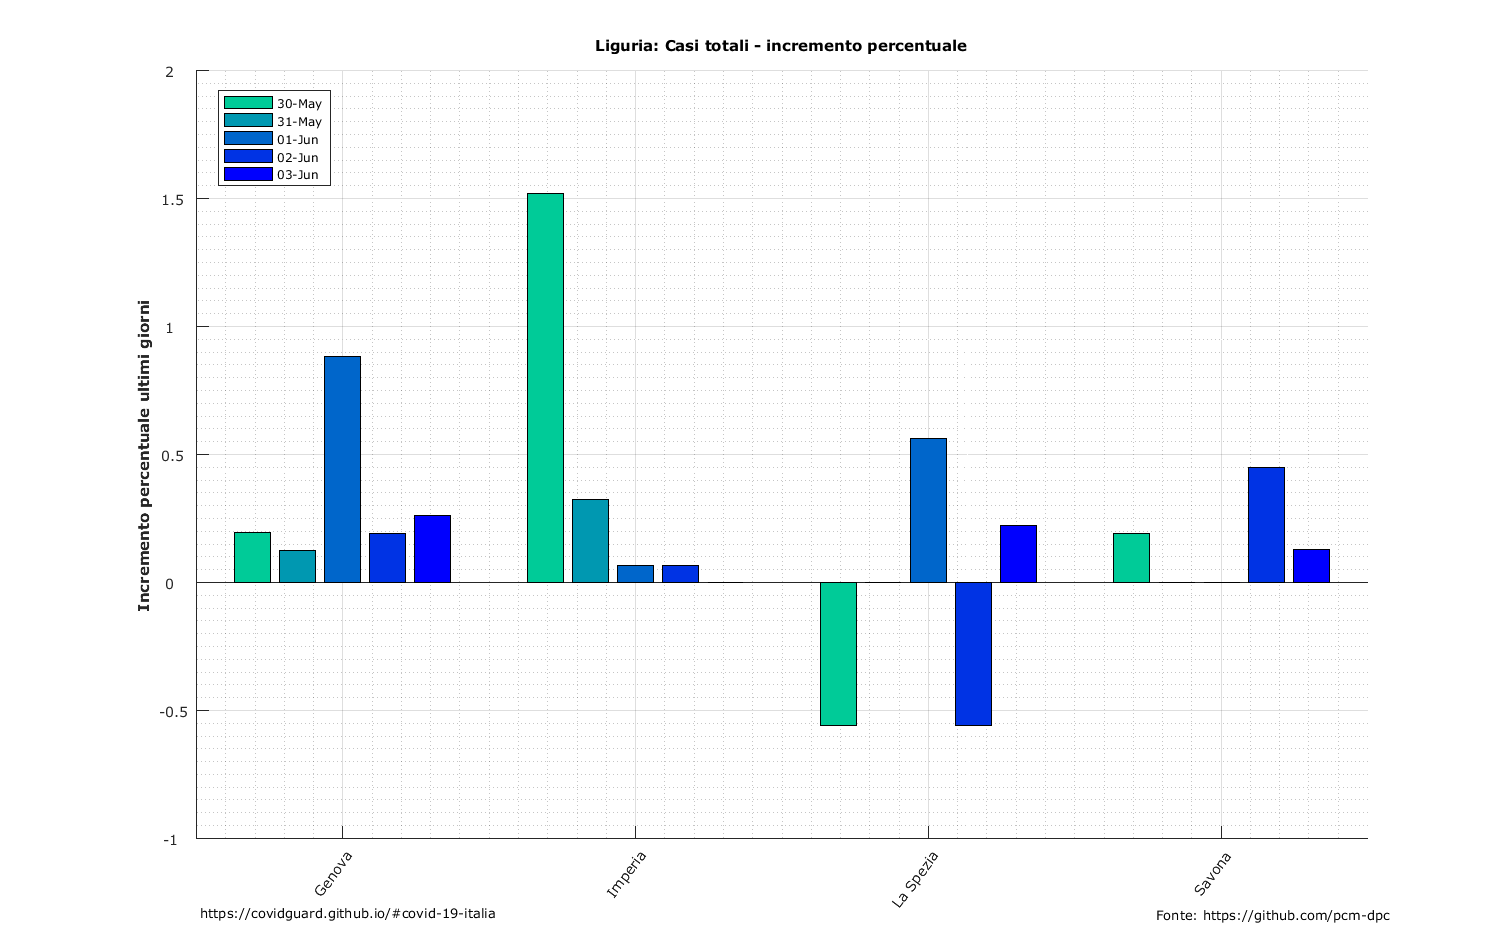 Liguria: Casi totali - incremento percentuale
2
1.5
1
0.5
0
-0.5
-1
Incremento percentuale ultimi giorni
30-May
31-May
01-Jun
02-Jun
03-Jun
Genova
Imperia
La Spezia
Savona
https://covidguard.github.io/#covid-19-italia
Fonte: https://github.com/pcm-dpc